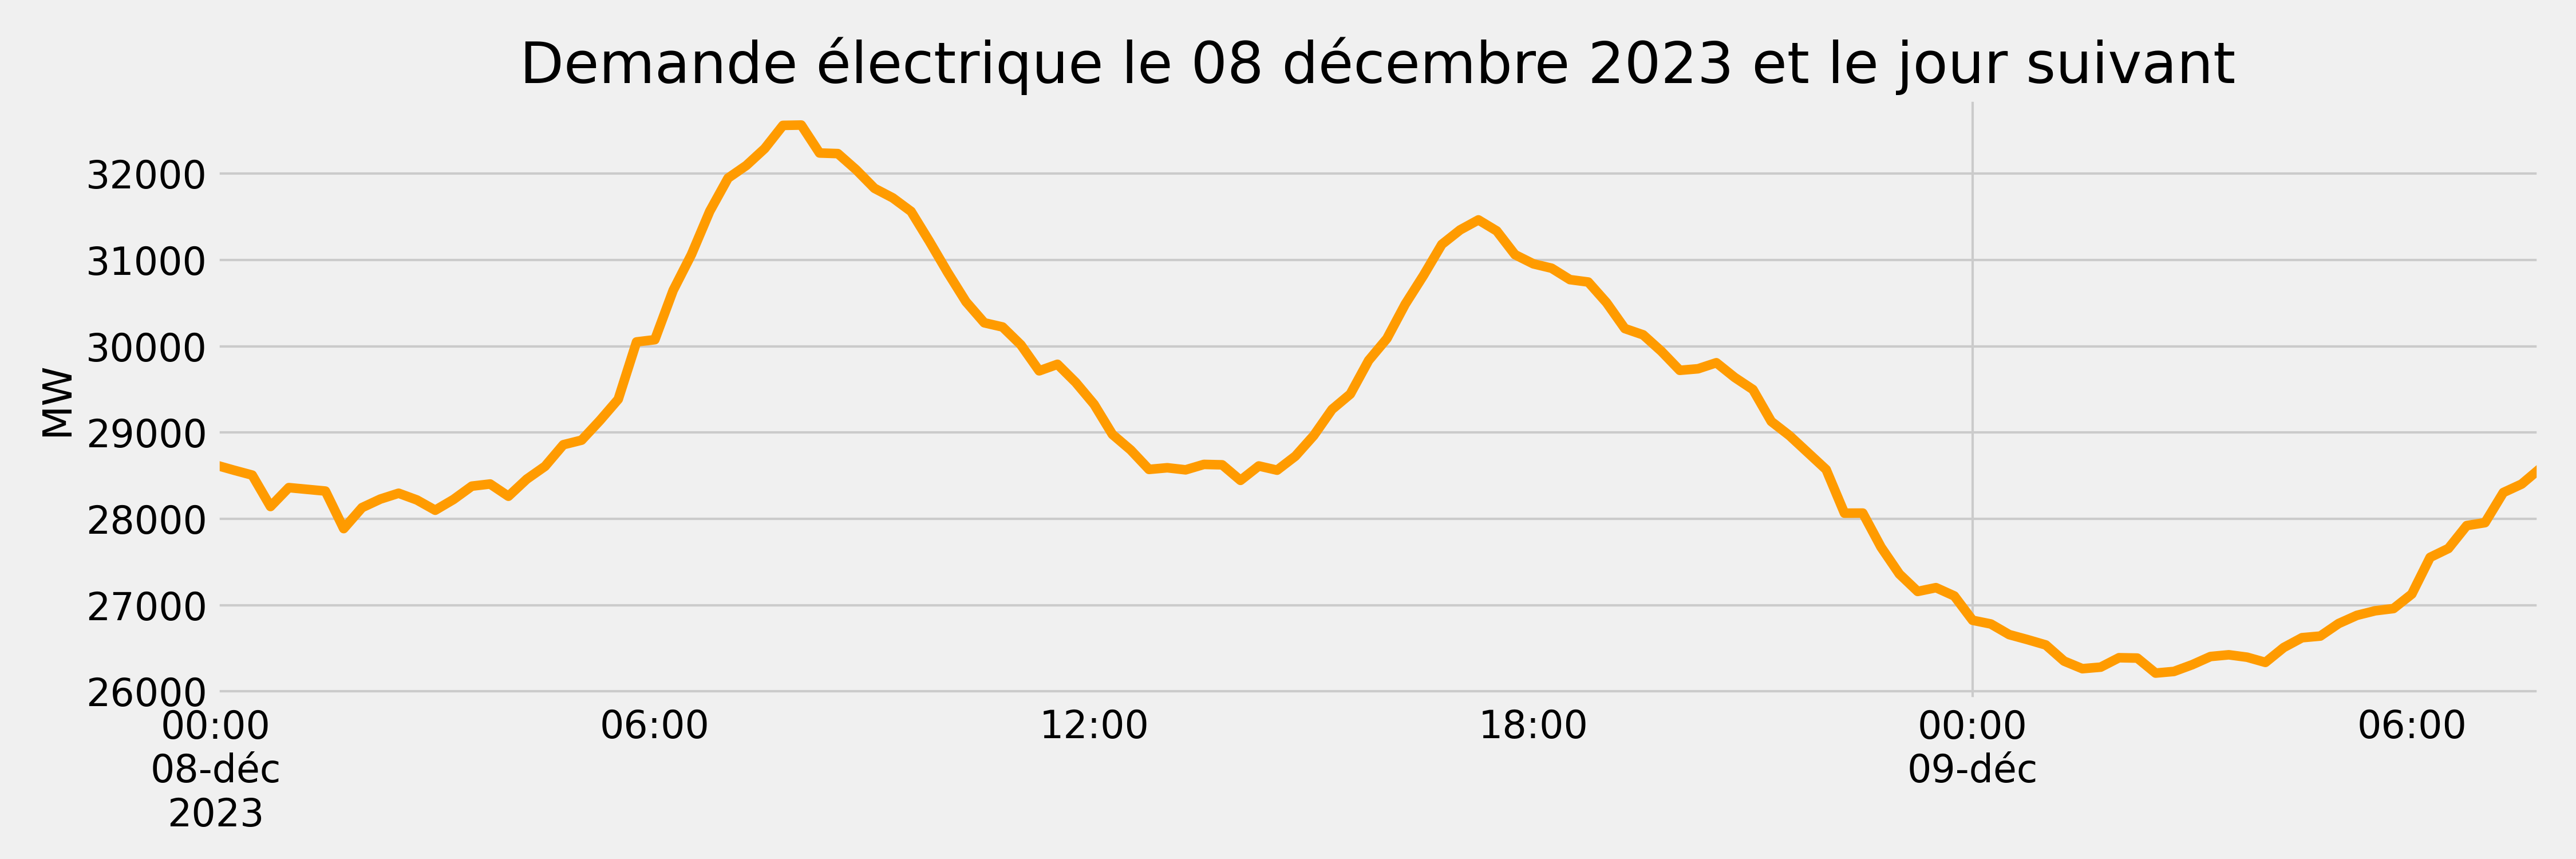 Demande électrique le 08 décembre 2023 et le jour suivant
MW
32000
31000
30000
29000
28000
27000
26000
00:00 06:00 12:00 18:00 00:00 06:00
08-déc 09-déc
2023